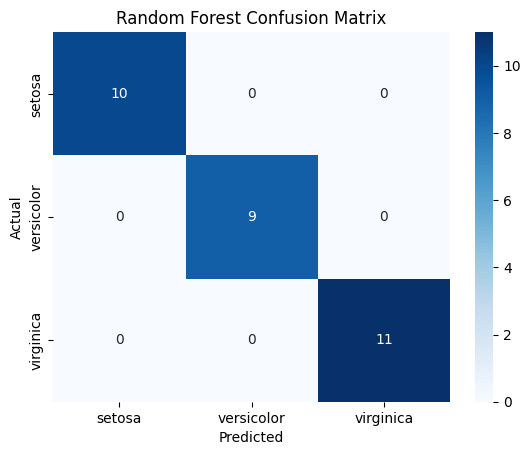 Random Forest Confusion Matrix
setosa
10
0
0
versicolor
0
9
0
virginica
0
0
11
Actual
setosa
versicolor
virginica
Predicted
10
8
6
4
2
0